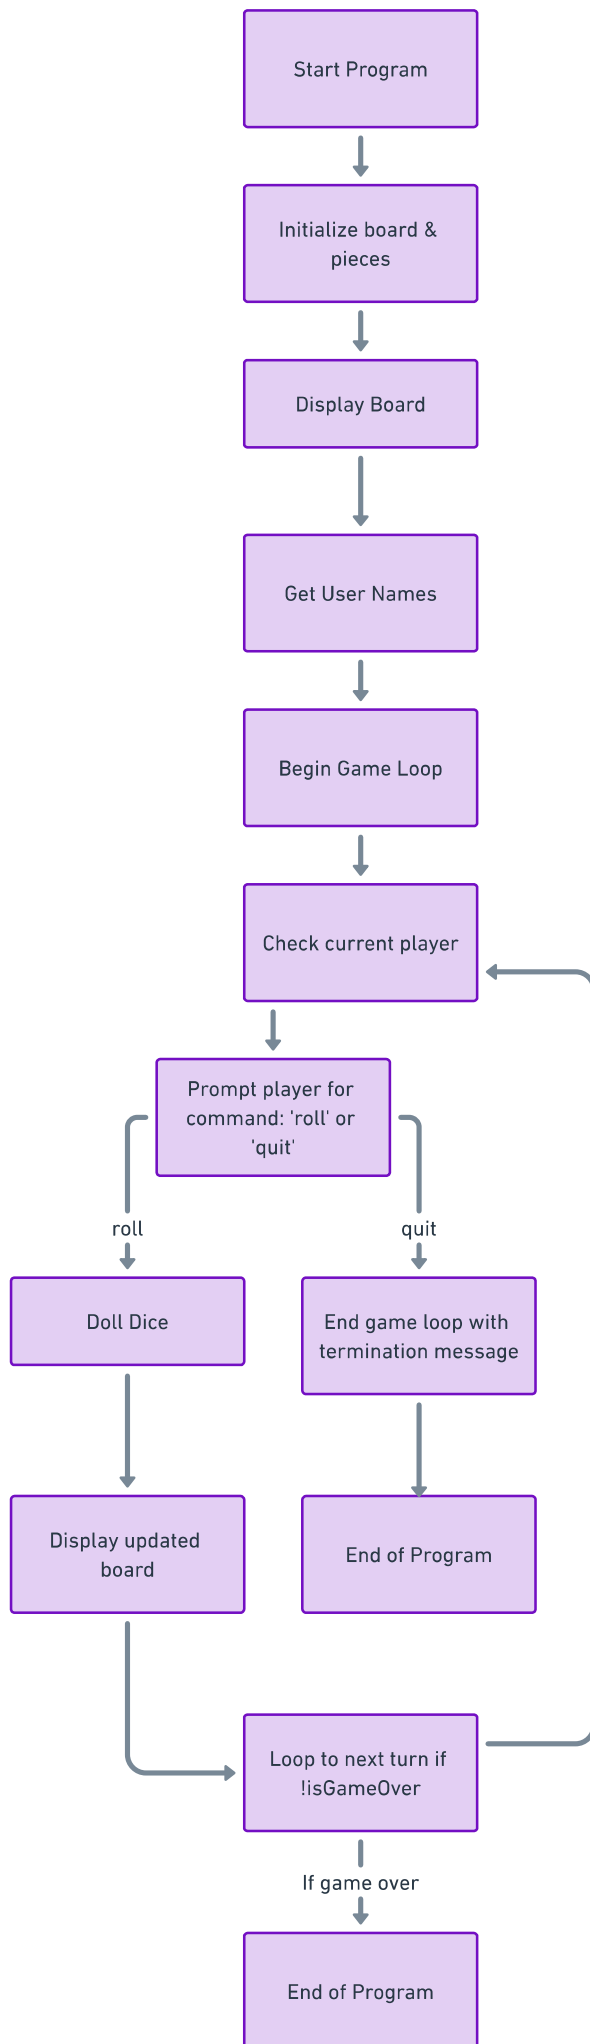 Start Program
Initialize board &
pieces
Display Board
Get User Names
Begin Game Loop
Check current player
Prompt player for
command: 'roll' or
'quit'
roll
quit
Doll Dice
End game loop with
termination message
Display updated
board
End of Program
Loop to next turn if
!isGameOver
If game over
End of Program